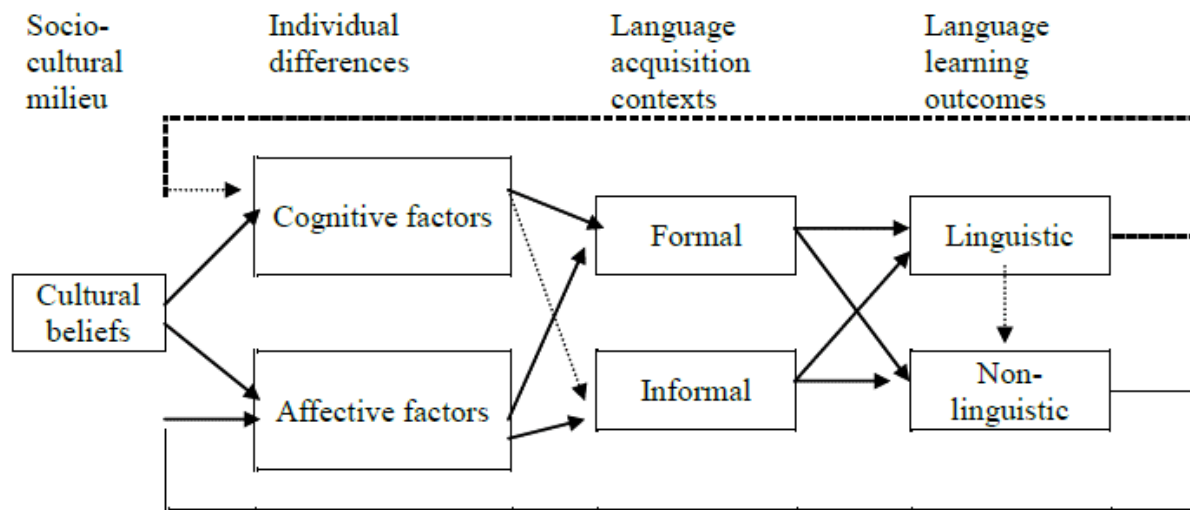 Socio-
cultural
milieu
Individual
differences
Language
acquisition
contexts
Language
learning
outcomes
Cognitive factors
Formal
Linguistic
Cultural
beliefs
Affective factors
Informal
Non-
linguistic